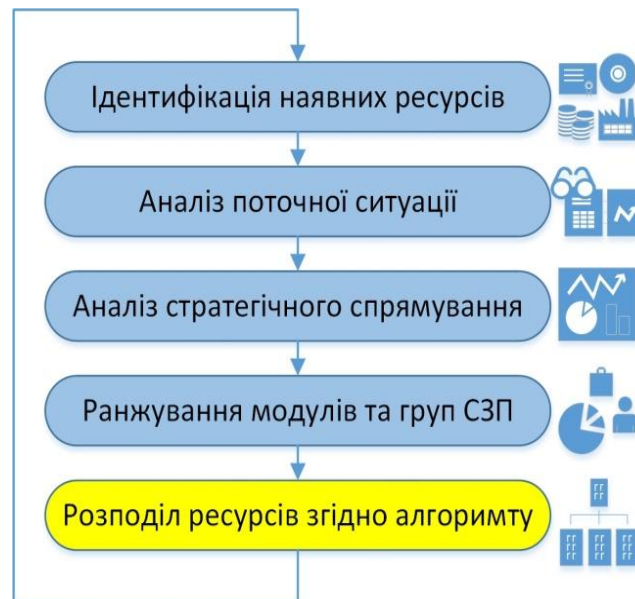 Ідентифікація наявних ресурсів
Аналіз поточної ситуації
Аналіз стратегічного спрямування
Ранжування модулів та груп СЗП
Розподіл ресурсів згідно алгоримту